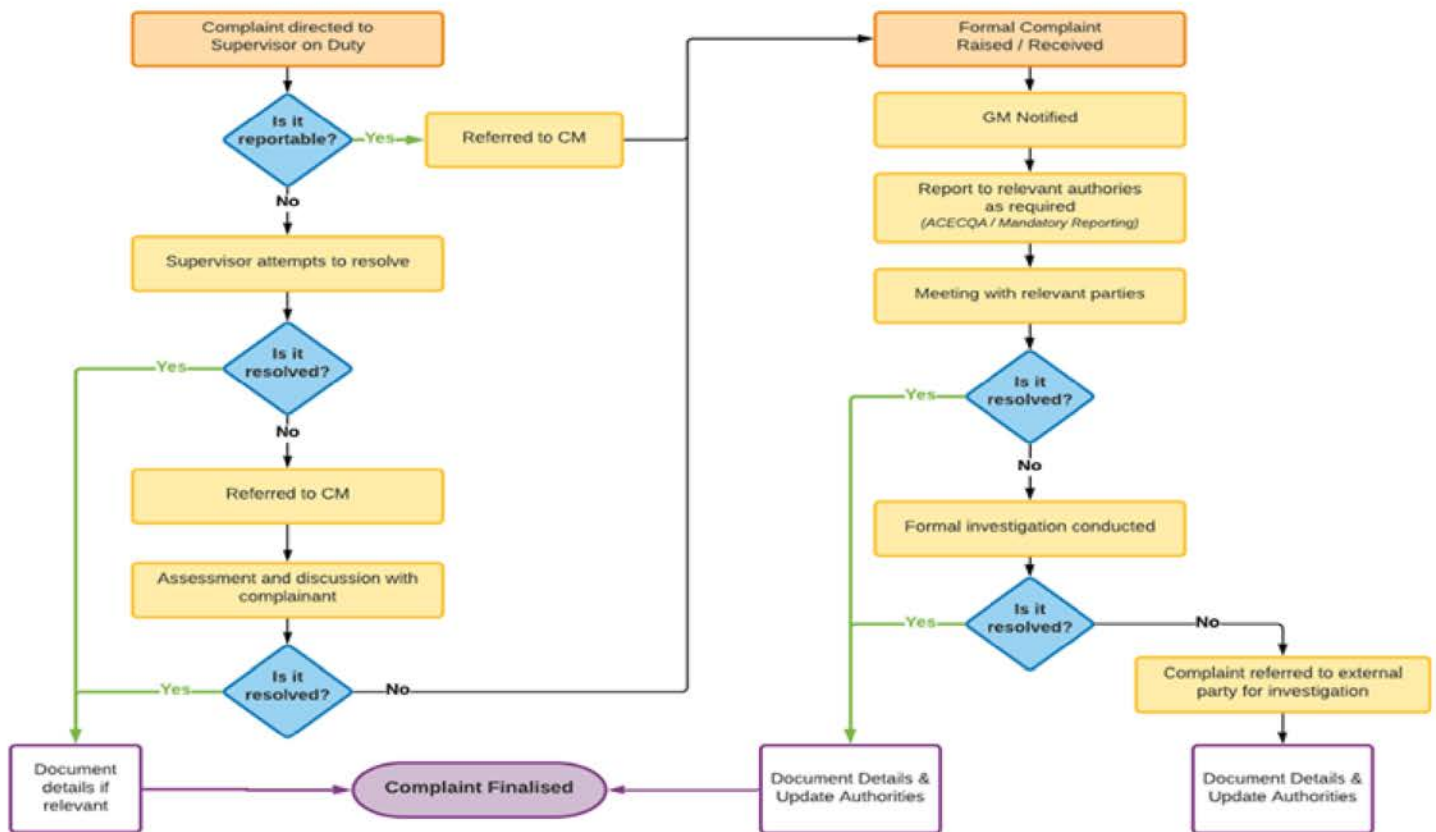 Complaint directed to
Supervisor on Duty
Is it
reportable?
Yes
Referred to CM
No
Supervisor attempts to resolve
Is it
resolved?
Yes
No
Referred to CM
Assessment and discussion with
complainant
Is it
resolved?
Yes
No
Document
details if
relevant
Complaint Finalised
Formal Complaint
Raised / Received
GM Notified
Report to relevant authories
as required
(ACECQA / Mandatory Reporting)
Meeting with relevant parties
Is it
resolved?
Yes
No
Formal investigation conducted
Is it
resolved?
Yes
No
Complaint referred to external
party for investigation
Document Details &
Update Authorities
Document Details &
Update Authorities